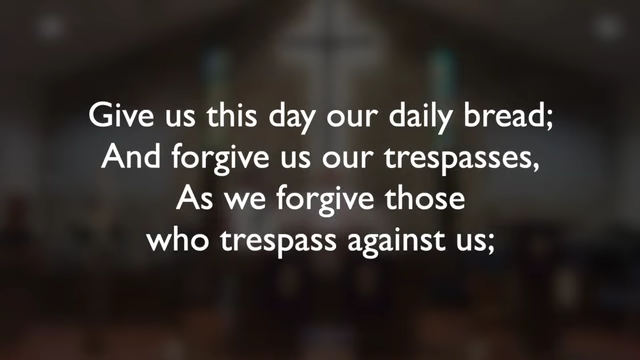 Give us this day our daily bread;
And forgive us our trespasses,
As we forgive those
who trespass against us;